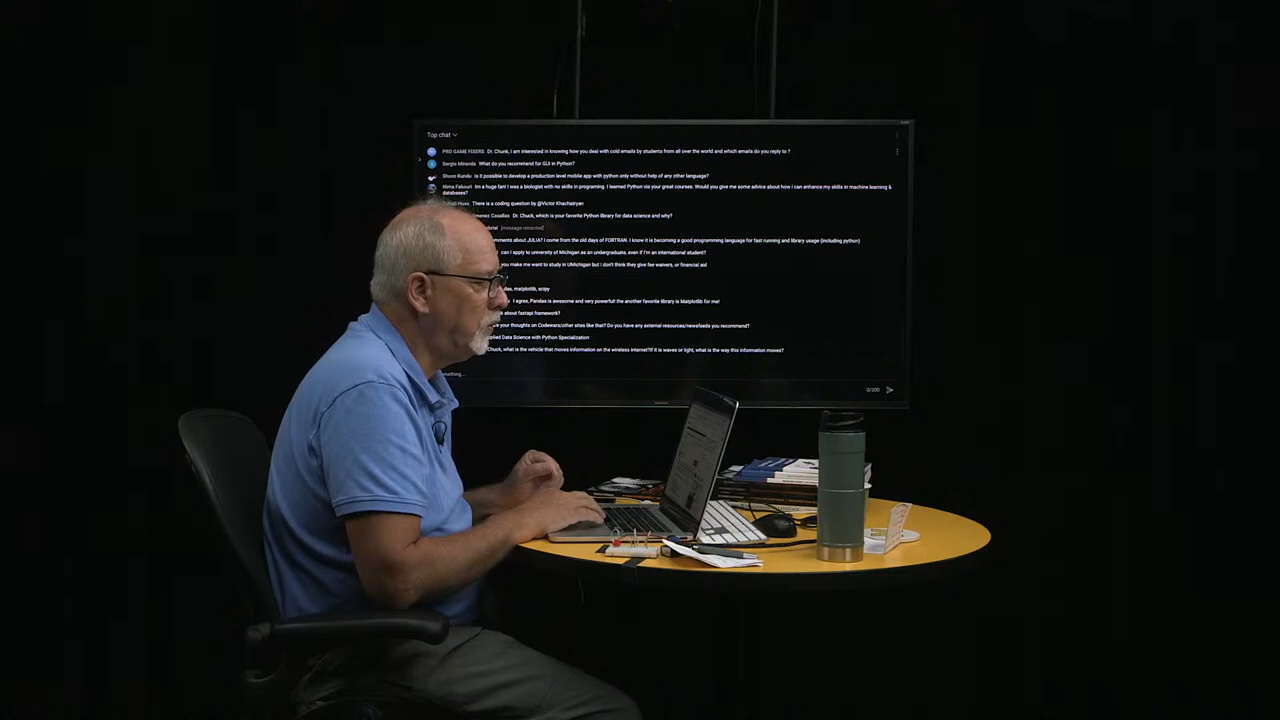 Top chat
PRO GAME FIXERS Dr. Chunk, I am interested in knowing how you deal with cold emails by students from all over the world and which emails do you reply to ?
Sergio Miranda What do you recommend for GUI in Python?
Shuvo Kundu Is it possible to develop a production level mobile app with python only without help of any other language?
Nima Fakouri Im a huge fan! I was a biologist with no skills in programing. I learned Python via your great courses. Would you give me some advice about how I can enhance my skills in machine learning &
databases?
Huss There is a coding question by @Victor Khachatryan
imenez Casallas Dr. Chuck, which is your favorite Python library for data science and why?
abriel [message retracted]
omments about JULIA? I come from the old days of FORTRAN. I know it is becoming a good programming language for fast running and library usage (including python)
can I apply to university of Michigan as an undergraduate, even if I'm an international student?
you make me want to study in UMichigan but I don't think they give fee waivers, or financial aid
das, matplotlib, scipy
I agree, Pandas is awesome and very powerful! the another favorite library is Matplotlib for me!
k about fastapi framework?
e your thoughts on Codewars/other sites like that? Do you have any external resources/newsfeeds you recommend?
plied Data Science with Python Specialization
Chuck, what is the vehicle that moves information on the wireless internet?If it is waves or light, what is the way this information moves?
mething...
0/200